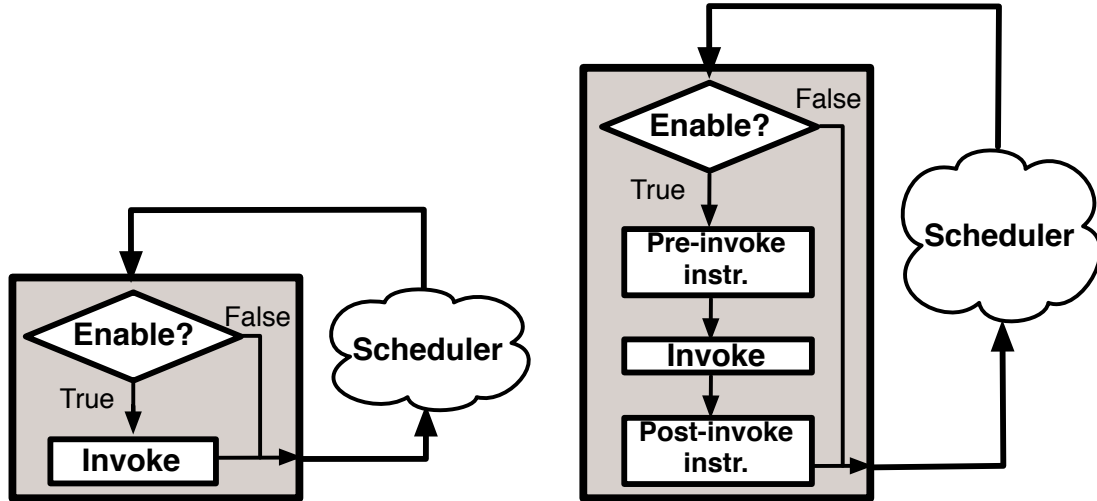 Enable?
False
True
Invoke
Scheduler
Enable?
False
True
Pre-invoke
instr.
Invoke
Post-invoke
instr.
Scheduler